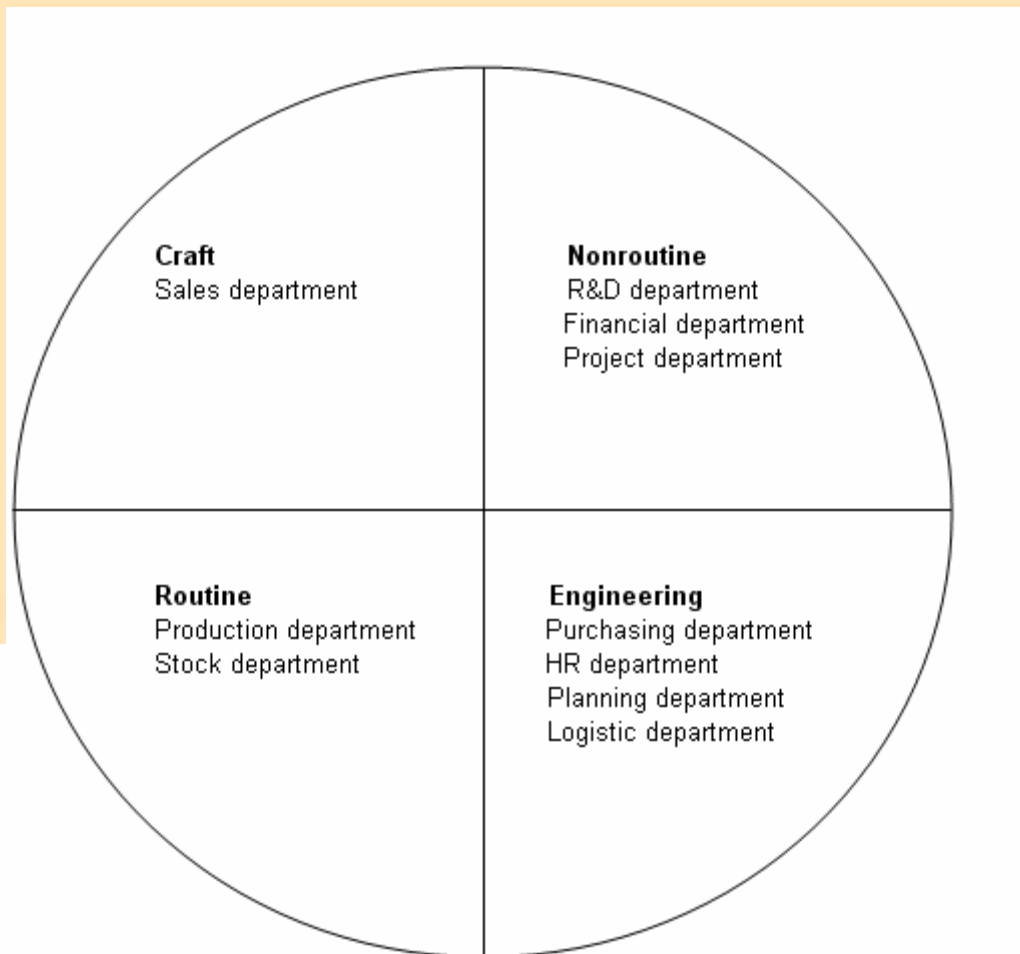 Craft
Sales department
Nonroutine
R&D department
Financial department
Project department
Routine
Production department
Stock department
Engineering
Purchasing department
HR department
Planning department
Logistic department